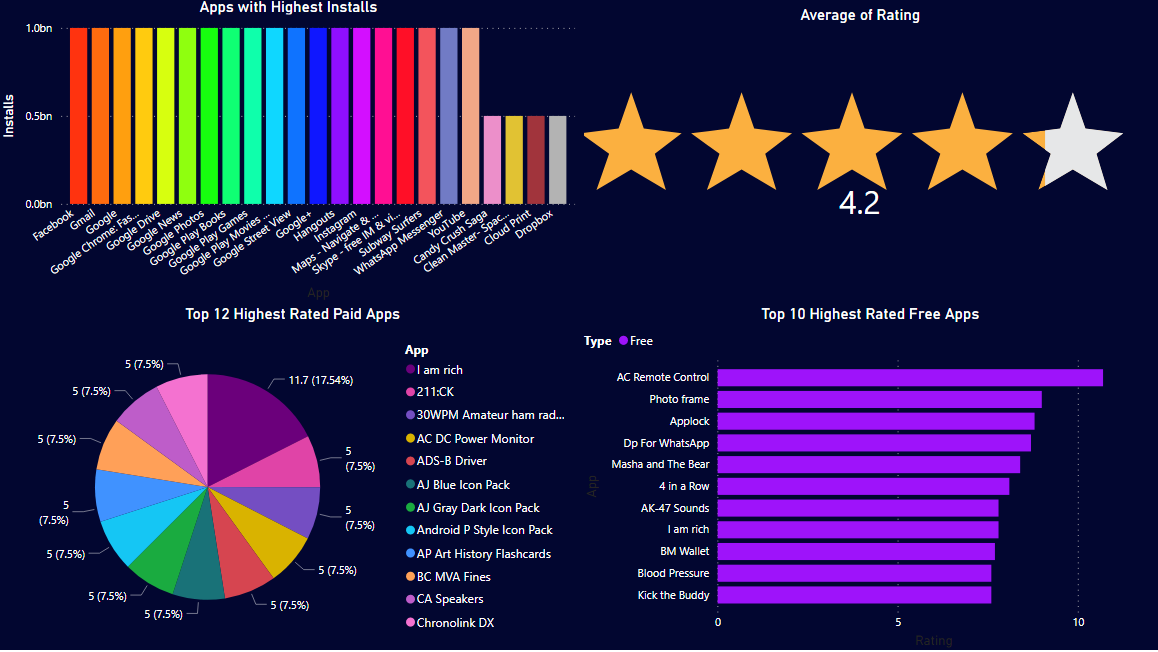 Apps with Highest Installs
Installs
1.0bn
0.5bn
0.0bn
Facebook
Gmail
Google
Google Chrome: Fas...
Google Drive
Google News
Google Photos
Google Play Books
Google Play Games
Google Play Movies ...
Google Street View
Google+
Hangouts
Instagram
Maps - Navigate & ...
Skype - free IM & vi...
Subway Surfers
WhatsApp Messenger
YouTube
Candy Crush Saga
Clean Master- Spac...
Cloud Print
Dropbox
App
Average of Rating
4.2
Top 12 Highest Rated Paid Apps
11.7 (17.54%)
5
(7.5%)
5
(7.5%)
5 (7.5%)
5 (7.5%)
5 (7.5%)
5 (7.5%)
5 (7.5%)
5
(7.5%)
5 (7.5%)
5 (7.5%)
5 (7.5%)
App
I am rich
211:CK
30WPM Amateur ham rad...
AC DC Power Monitor
ADS-B Driver
AJ Blue Icon Pack
AJ Gray Dark Icon Pack
Android P Style Icon Pack
AP Art History Flashcards
BC MVA Fines
CA Speakers
Chronolink DX
Top 10 Highest Rated Free Apps
Type Free
App
AC Remote Control
Photo frame
Applock
Dp For WhatsApp
Masha and The Bear
4 in a Row
AK-47 Sounds
I am rich
BM Wallet
Blood Pressure
Kick the Buddy
0 5 10
Rating